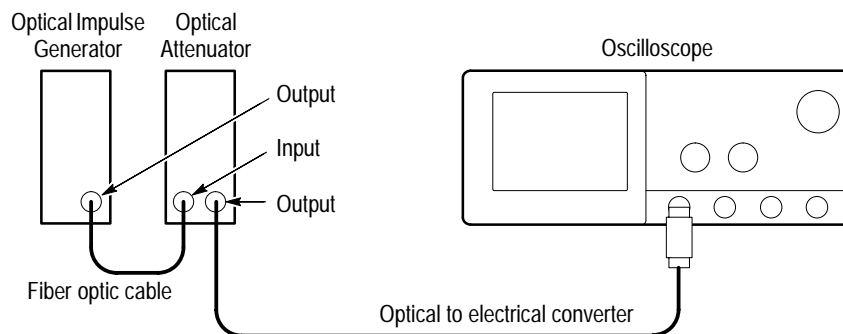 Optical Impulse
Generator
Optical
Attenuator
Oscilloscope
Output
Input
Output
Fiber optic cable
Optical to electrical converter